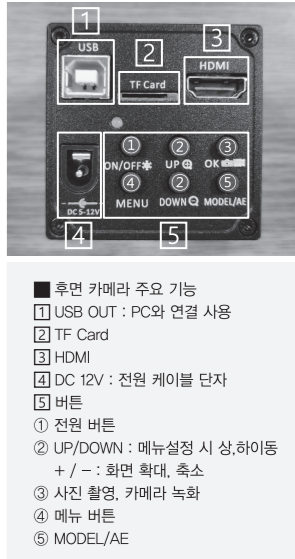 1 2 3
USB
TF Card
HDMI
① ② ③
ON/OFF UP OK
④ ② ⑤
MENU DOWN MODEL/AE
DC 5-12V
4 5
■ 후면 카메라 주요 기능
1 USB OUT : PC와 연결 사용
2 TF Card
3 HDMI
4 DC 12V : 전원 케이블 단자
5 버튼
① 전원 버튼
② UP/DOWN : 메뉴설정 시 상,하이동
+ / - : 화면 확대, 축소
③ 사진 촬영, 카메라 녹화
④ 메뉴 버튼
⑤ MODEL/AE